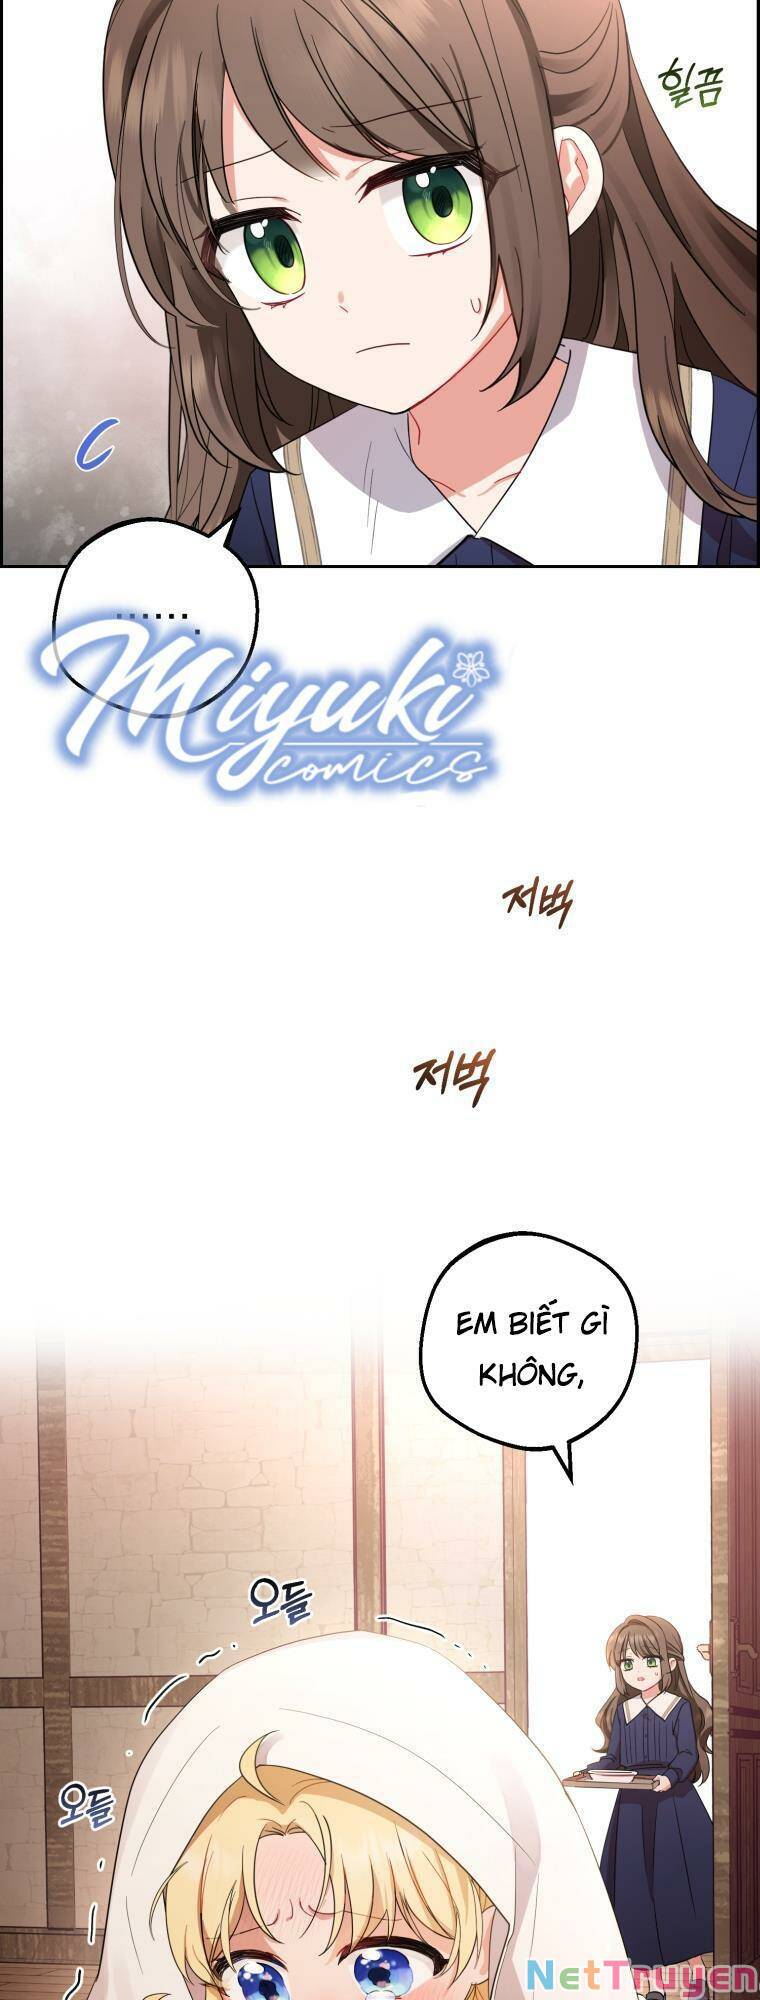 힐끔
.......
Miyuki
comics
저벅
저벅
EM BIẾT GÌ
KHÔNG,
오들
오들
NetTruyen